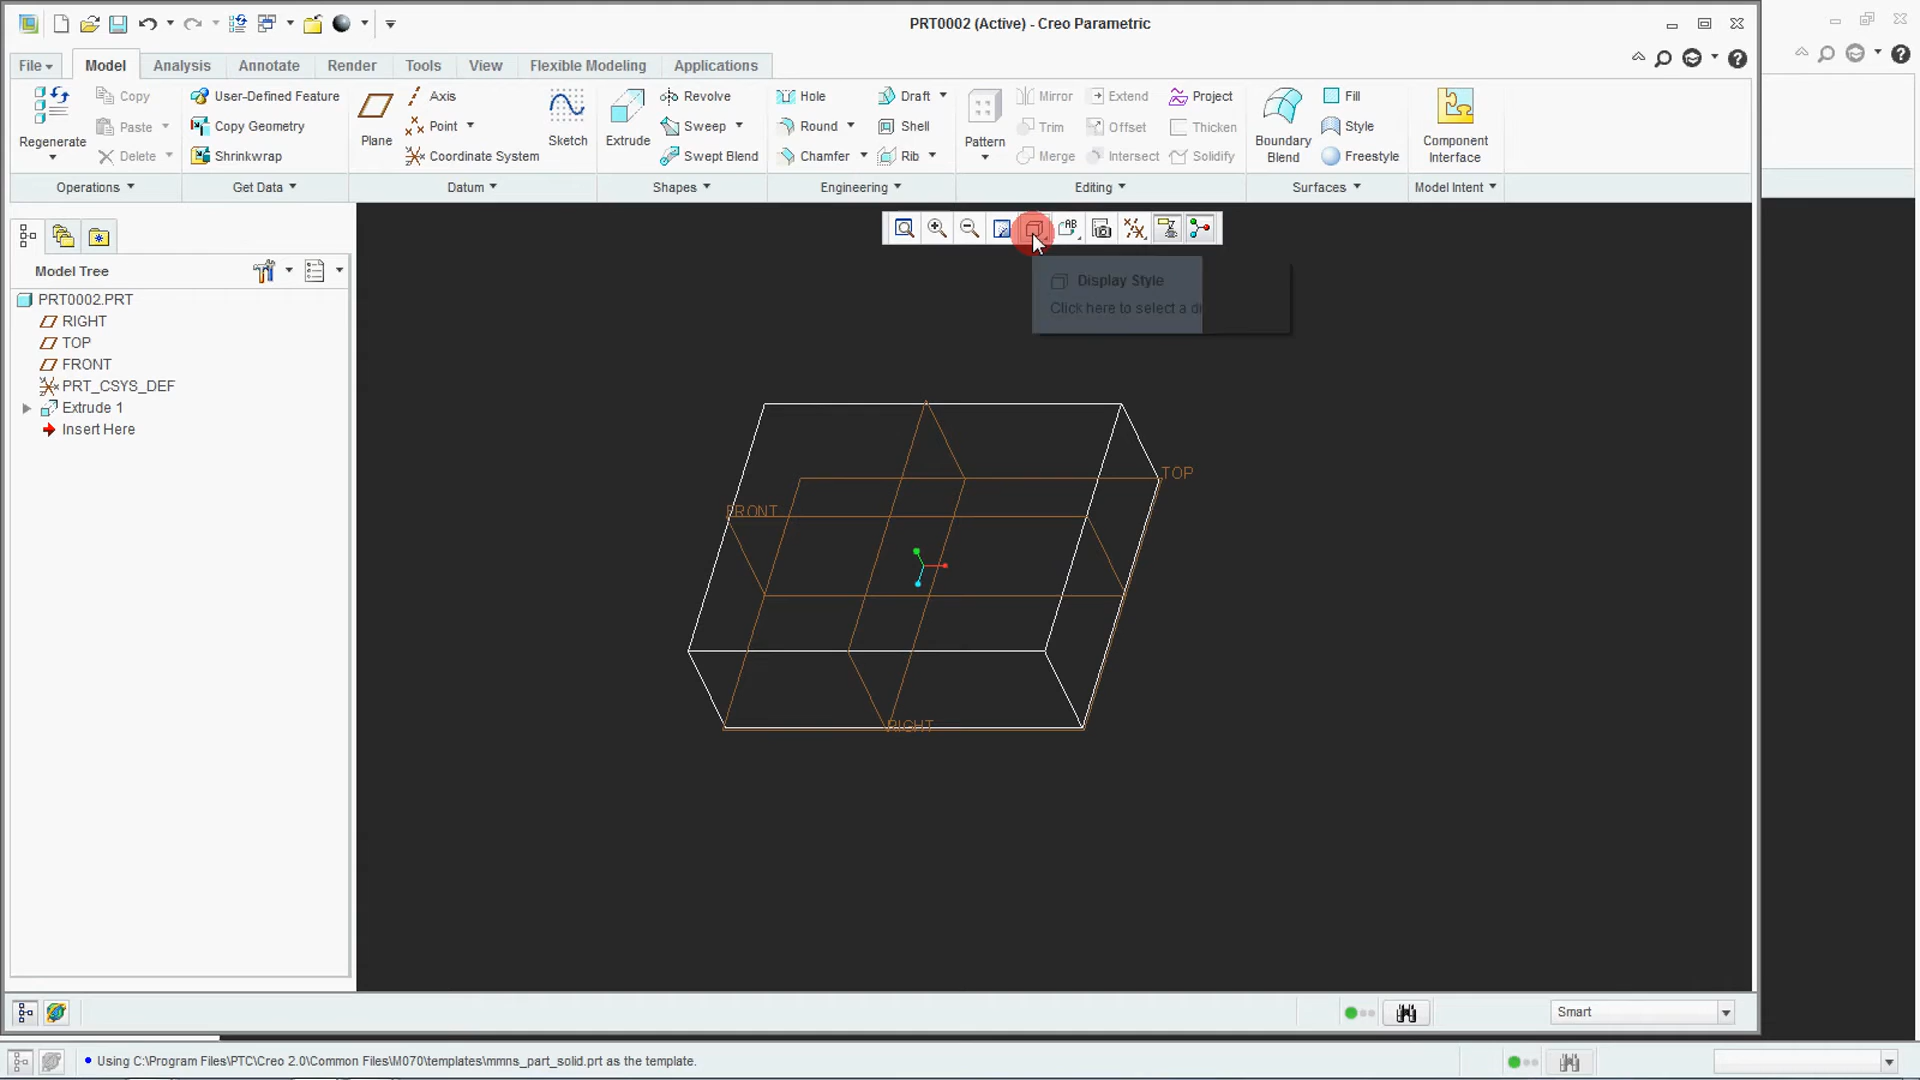 PRT0002 (Active) - Creo Parametric
File Model Analysis Annotate Render Tools View Flexible Modeling Applications
Regenerate
Copy
Paste
Delete
User-Defined Feature
Copy Geometry
Shrinkwrap
Plane
Axis
Point
Coordinate System
Sketch
Extrude
Revolve
Sweep
Swept Blend
Hole
Round
Chamfer
Draft
Shell
Rib
Pattern
Mirror
Trim
Merge
Extend
Offset
Intersect
Project
Thicken
Solidify
Boundary
Blend
Fill
Style
Freestyle
Component
Interface
Operations Get Data Datum Shapes Engineering Editing Surfaces Model Intent
AB
Model Tree
PRT0002.PRT
RIGHT
TOP
FRONT
PRT_CSYS_DEF
Extrude 1
Insert Here
Display Style
Click here to select a di
TOP
FRONT
RIGHT
Smart
Using C:\Program Files\PTC\Creo 2.0\Common Files\M070\templates\mmns_part_solid.prt as the template.